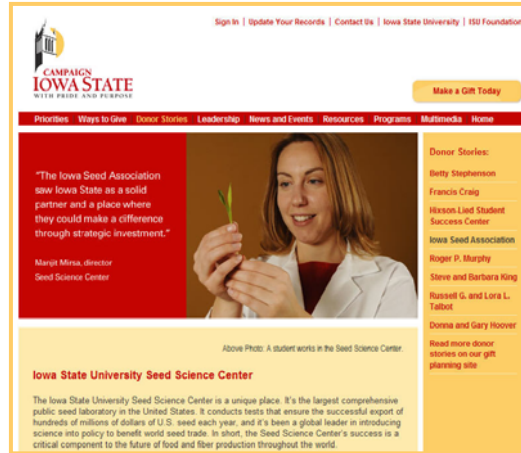 Sign In | Update Your Records | Contact Us | Iowa State University | ISU Foundation
CAMPAIGN
IOWA STATE
WITH PRIDE AND PURPOSE
Make a Gift Today
Priorities Ways to Give Donor Stories Leadership News and Events Resources Programs Multimedia Home
"The Iowa Seed Association
saw Iowa State as a solid
partner and a place where
they could make a difference
through strategic investment."
Manjit Mirsa, director
Seed Science Center
Donor Stories:
Betty Stephenson
Francis Craig
Hixson-Lied Student
Success Center
Iowa Seed Association
Roger P. Murphy
Steve and Barbara King
Russell G. and Lora L.
Talbot
Donna and Gary Hoover
Read more donor
stories on our gift
planning site
Above Photo: A student works in the Seed Science Center.
Iowa State University Seed Science Center
The Iowa State University Seed Science Center is a unique place. It's the largest comprehensive
public seed laboratory in the United States. It conducts tests that ensure the successful export of
hundreds of millions of dollars of U.S. seed each year, and it's been a global leader in introducing
science into policy to benefit world seed trade. In short, the Seed Science Center's success is a
critical component to the future of food and fiber production throughout the world.